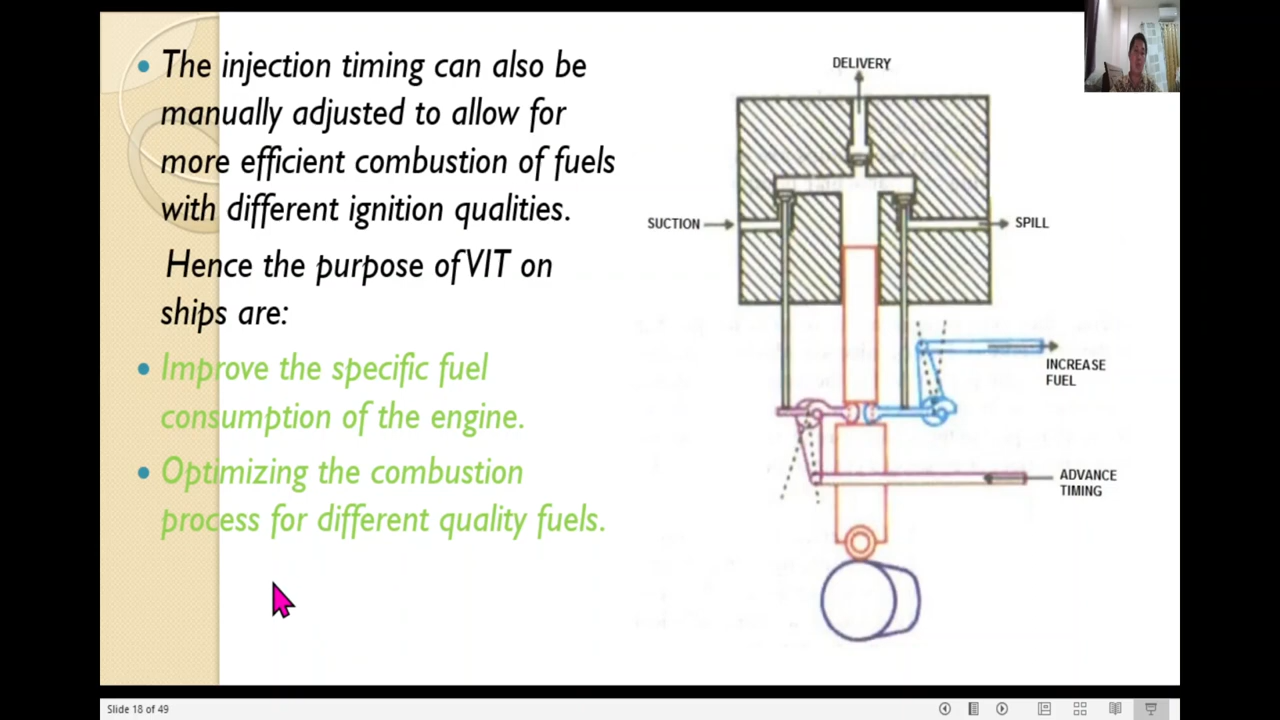 The injection timing can also be
manually adjusted to allow for
more efficient combustion of fuels
with different ignition qualities.
Hence the purpose of VIT on
ships are:
Improve the specific fuel
consumption of the engine.
Optimizing the combustion
process for different quality fuels.
DELIVERY
SUCTION
SPILL
INCREASE
FUEL
ADVANCE
TIMING
Slide 18 of 49